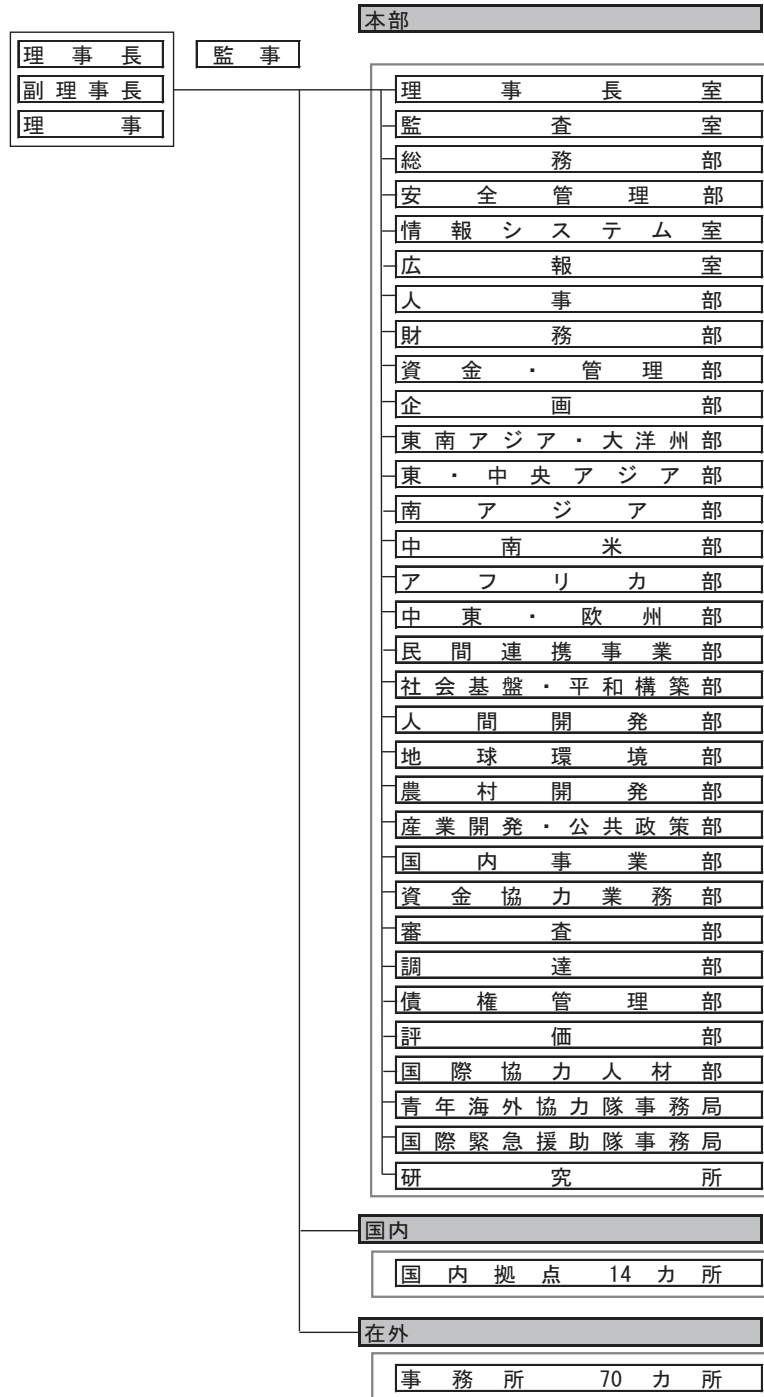 本部
理事長
監事
副理事長
理事
理事長室
監査室
総務部
安全管理部
情報システム室
広報室
人事部
財務部
資金・管理部
企画部
東南アジア・大洋州部
東・中央アジア部
南アジア部
中南米部
アフリカ部
中東・欧州部
民間連携事業部
社会基盤・平和構築部
人間開発部
地球環境部
農村開発部
産業開発・公共政策部
国内事業部
資金協力業務部
審査部
調達部
債権管理部
評価部
国際協力人材部
青年海外協力隊事務局
国際緊急援助隊事務局
研究所
国内
国内拠点 14カ所
在外
事務所 70カ所